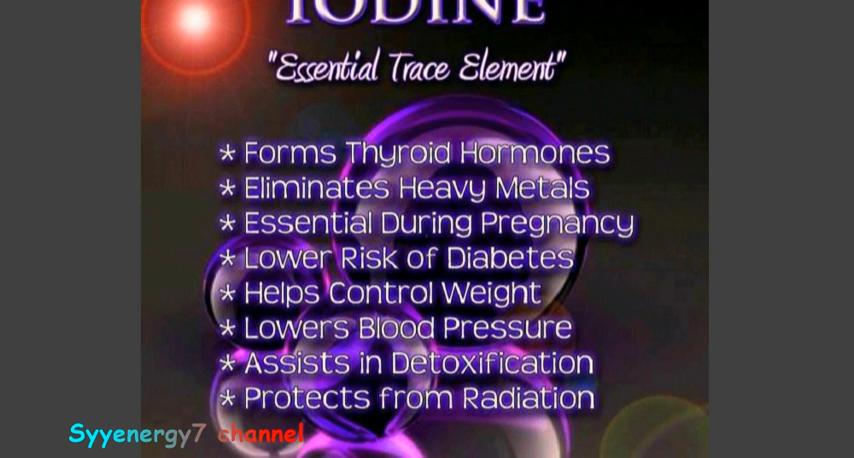 IODINE
"Essential Trace Element"
* Forms Thyroid Hormones
* Eliminates Heavy Metals
* Essential During Pregnancy
* Lower Risk of Diabetes
* Helps Control Weight
* Lowers Blood Pressure
* Assists in Detoxification
* Protects from Radiation
Syyenergy7 channel